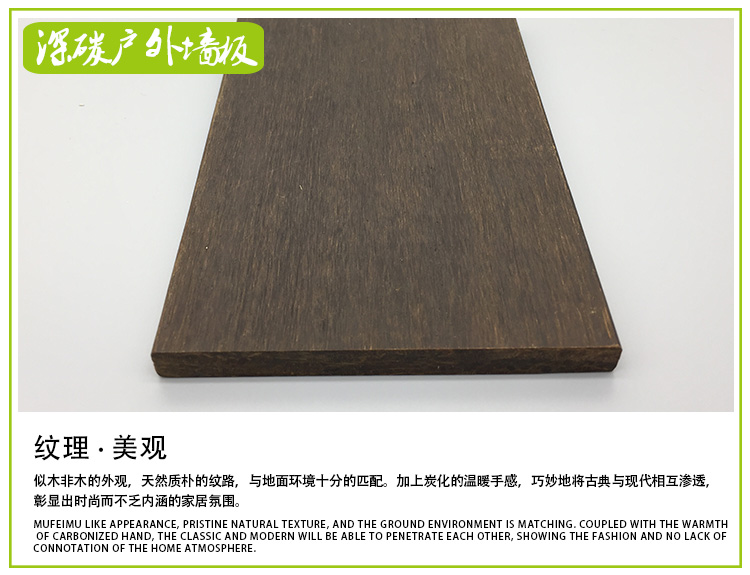 深碳户外墙板
纹理·美观
似木非木的外观，天然质朴的纹路，与地面环境十分的匹配。加上炭化的温暖手感，巧妙地将古典与现代相互渗透，
彰显出时尚而不乏内涵的家居氛围。
MUFEIMU LIKE APPEARANCE, PRISTINE NATURAL TEXTURE, AND THE GROUND ENVIRONMENT IS MATCHING. COUPLED WITH THE WARMTH
OF CARBONIZED HAND, THE CLASSIC AND MODERN WILL BE ABLE TO PENETRATE EACH OTHER, SHOWING THE FASHION AND NO LACK OF
CONNOTATION OF THE HOME ATMOSPHERE.